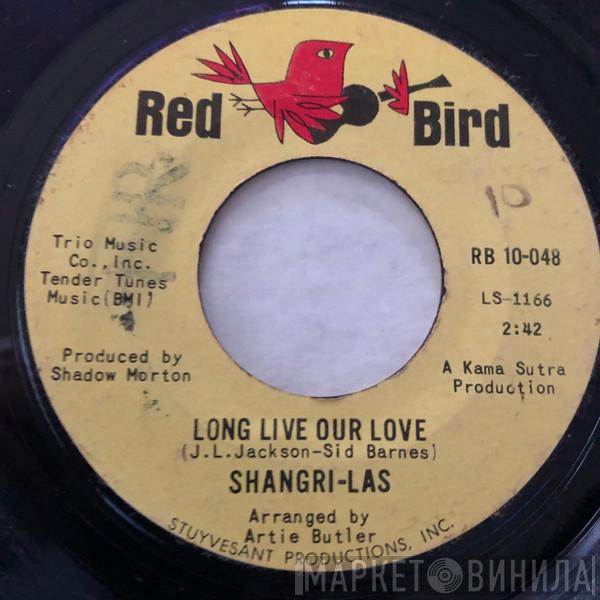 Red Bird
10
Trio Music
Co., Inc.
Tender Tunes
Music(BMI)
Produced by
Shadow Morton
RB 10-048
LS-1166
2:42
A Kama Sutra
Production
LONG LIVE OUR LOVE
(J.L.Jackson-Sid Barnes)
SHANGRI-LAS
Arranged by
Artie Butler
STUYVESANT PRODUCTIONS, INC.
МАРКЕТ ВИНИЛА